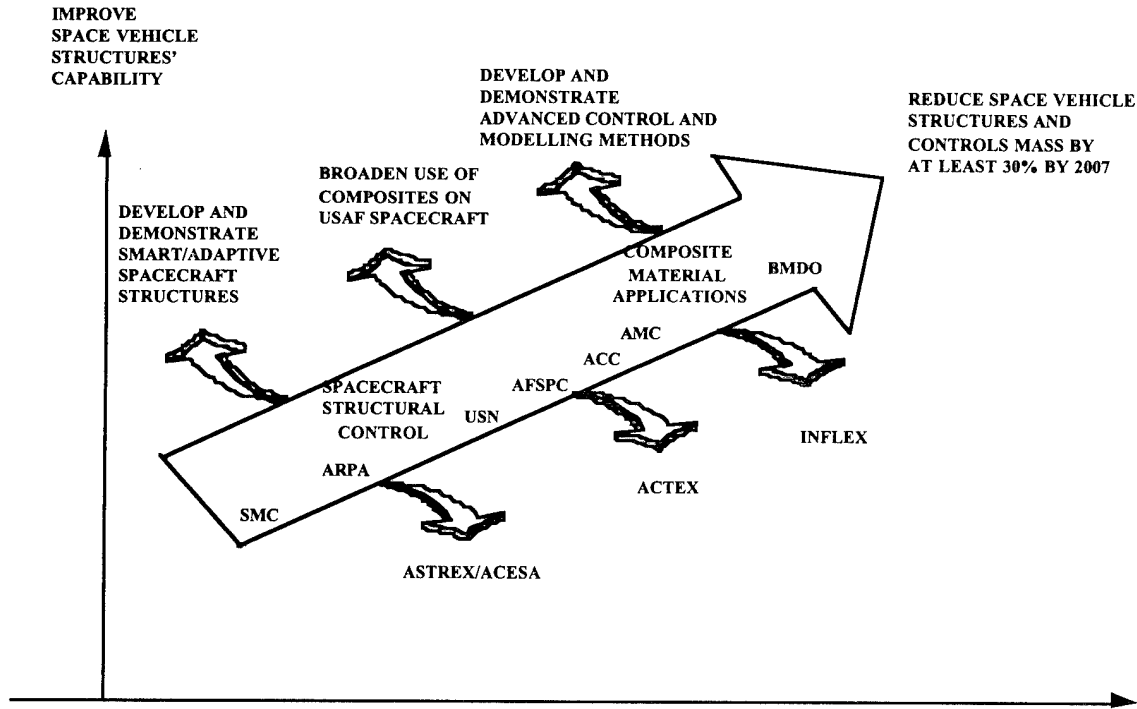 IMPROVE
SPACE VEHICLE
STRUCTURES'
CAPABILITY
DEVELOP AND
DEMONSTRATE
ADVANCED CONTROL AND
MODELLING METHODS
REDUCE SPACE VEHICLE
STRUCTURES AND
CONTROLS MASS BY
AT LEAST 30% BY 2007
BROADEN USE OF
COMPOSITES ON
USAF SPACECRAFT
DEVELOP AND
DEMONSTRATE
SMART/ADAPTIVE
SPACECRAFT
STRUCTURES
COMPOSITE
MATERIAL
APPLICATIONS
BMDO
AMC
ACC
AFSPC
SPACECRAFT
STRUCTURAL
CONTROL
USN
ARPA
SMC
INFLEX
ACTEX
ASTREX/ACESA